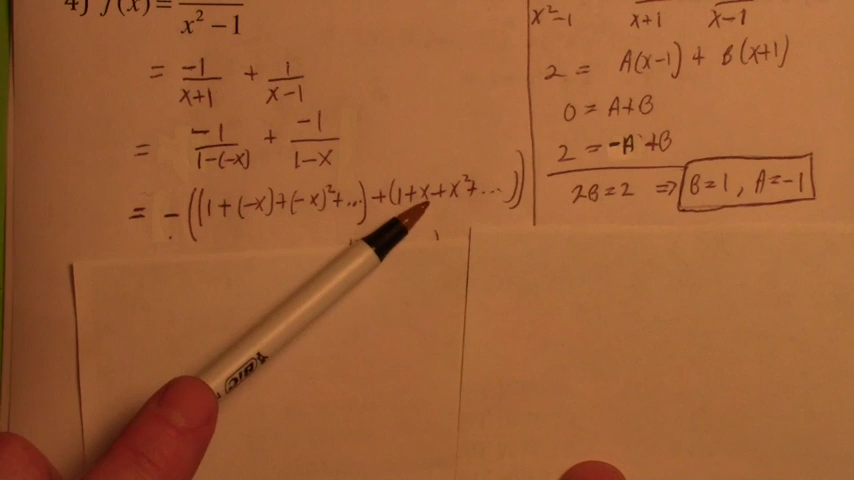 4) f(x) = ─── / x² − 1
= −1/(x+1) + 1/(x−1)
= −1/(1−(−x)) + −1/(1−x)
= −((1+(−x)+(−x)²+...)+(1+x+x²+...))
x²−1 x+1 x−1
2 = A(x−1) + B(x+1)
0 = A+B
2 = −A+B
2B=2 ⇒ B=1, A=−1
BIC